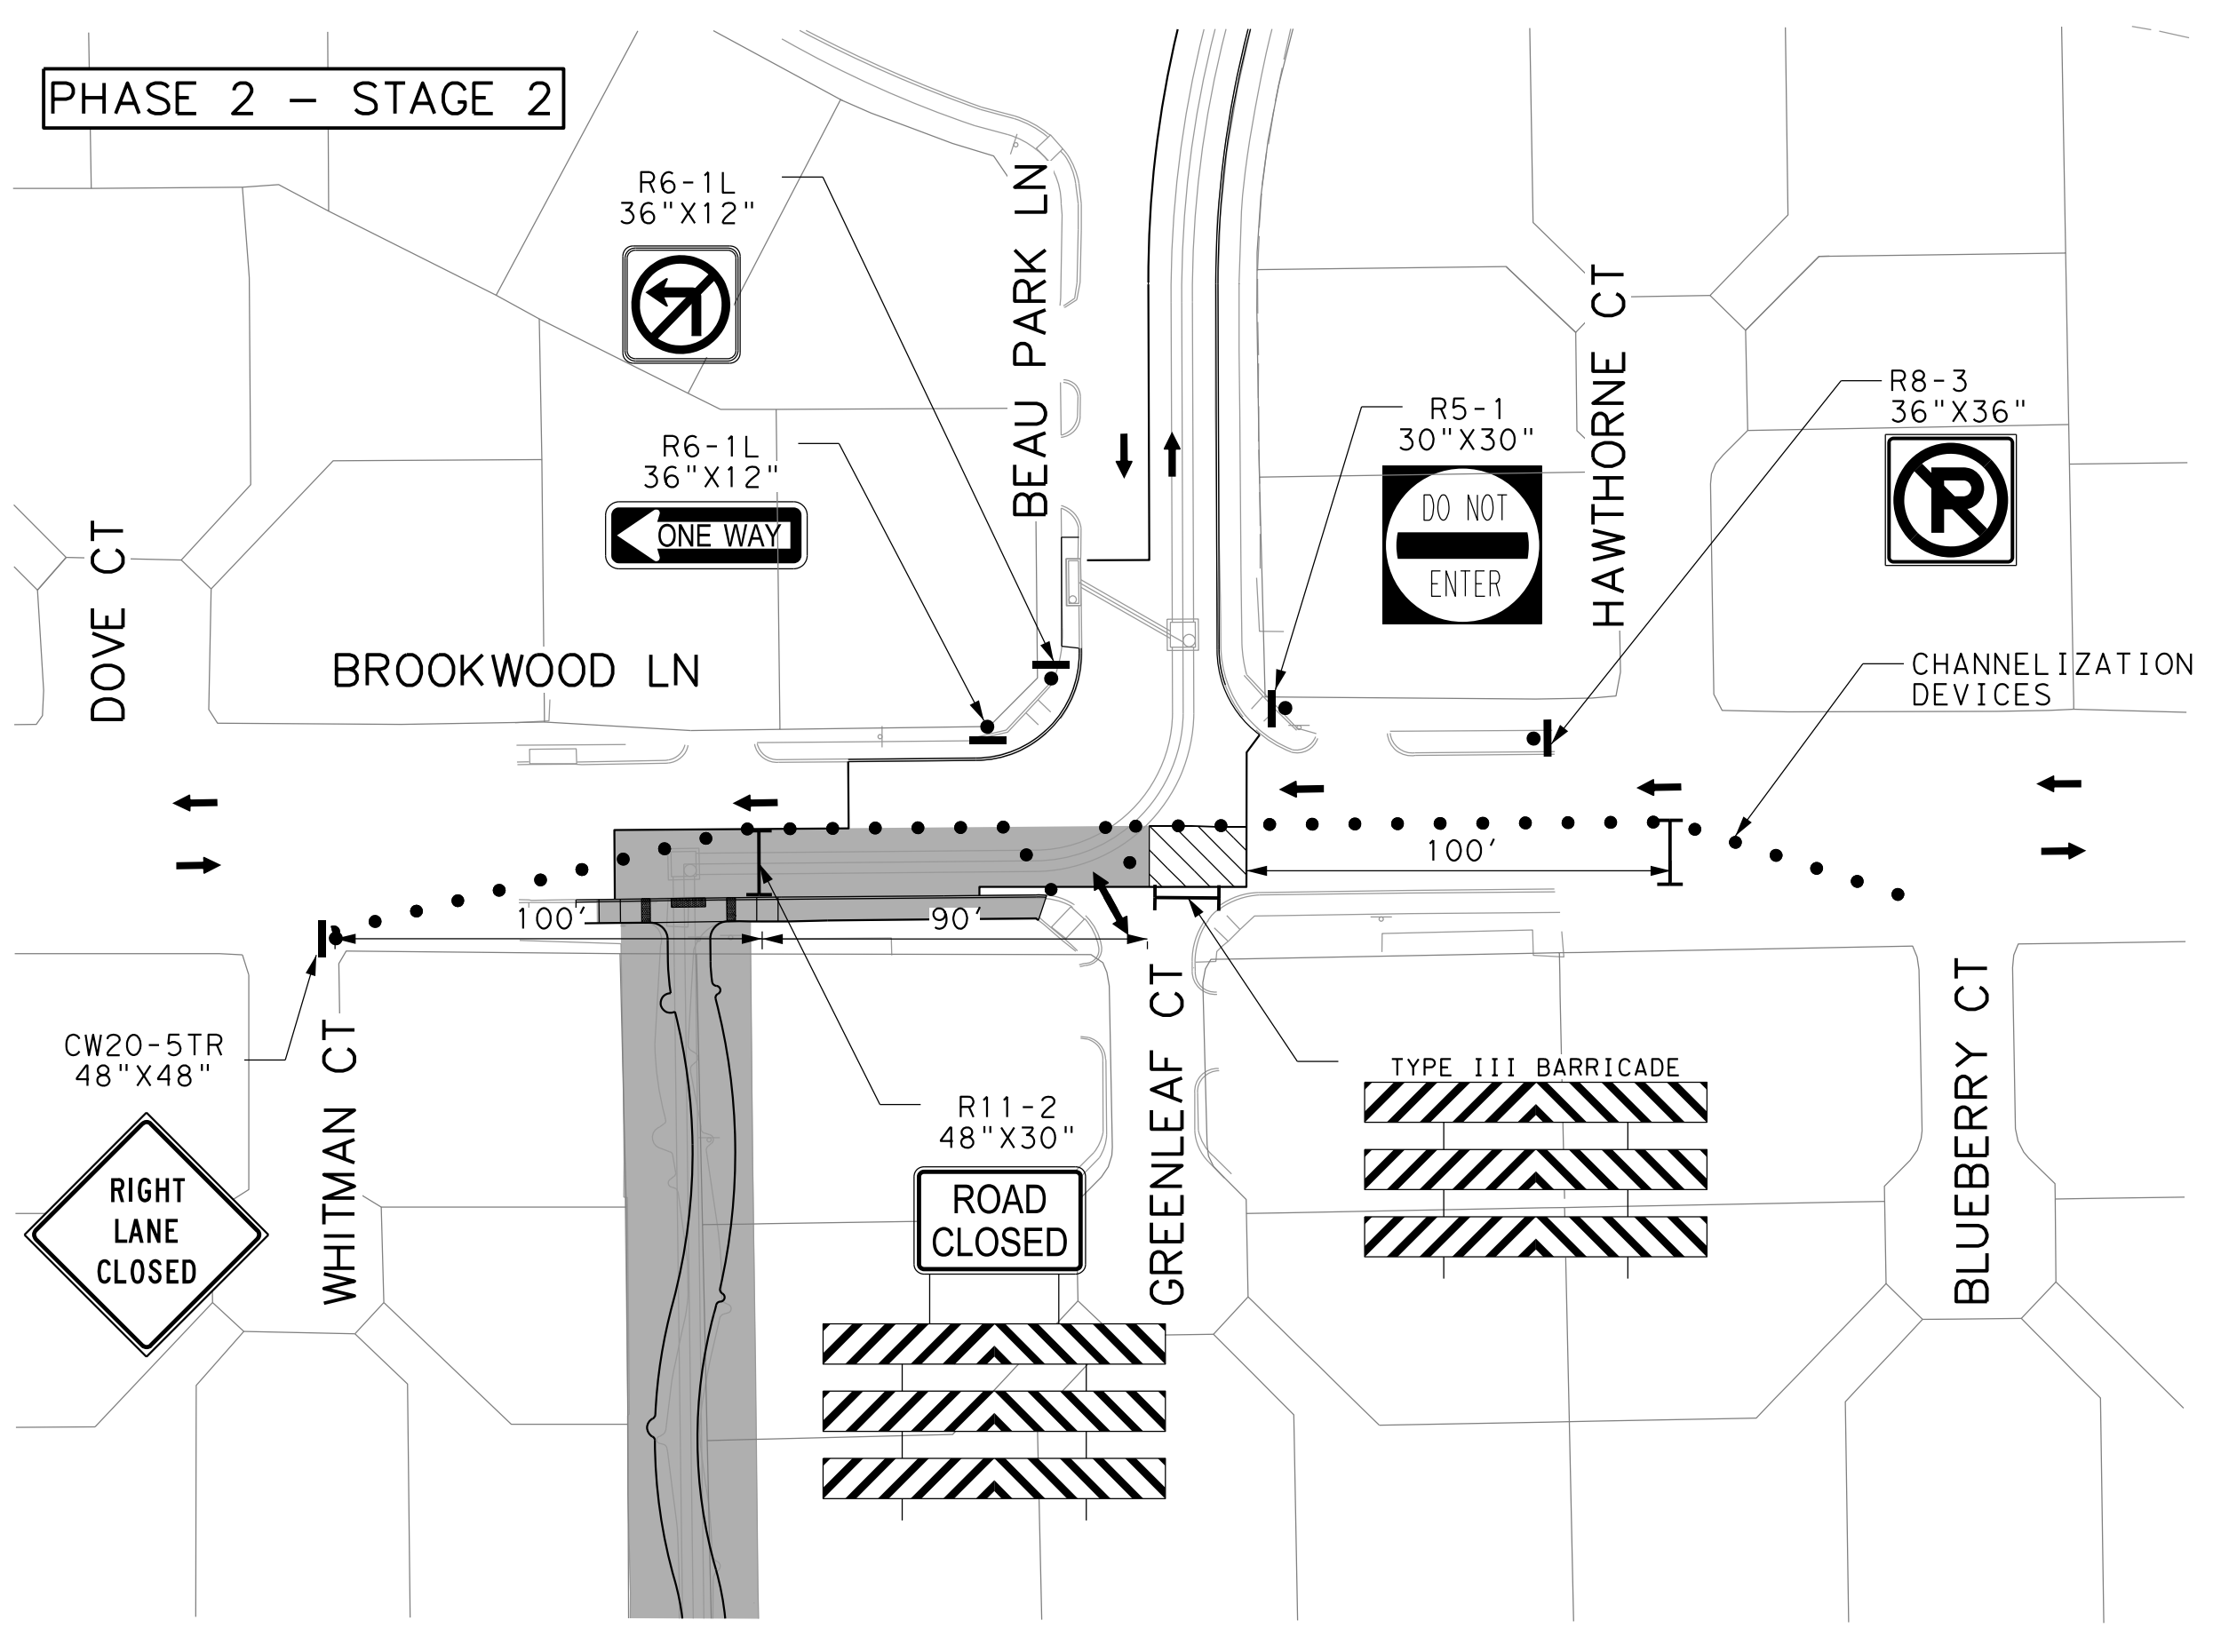 PHASE 2 - STAGE 2
R6-1L
36"X12"
BEAU PARK LN
R6-1L
36"X12"
ONE WAY
R5-1
30"X30"
DO NOT
ENTER
HAWTHORNE CT
R8-3
36"X36"
P
DOVE CT
BROOKWOOD LN
CHANNELIZATION
DEVICES
100'
100'
90'
CW20-5TR
48"X48"
RIGHT
LANE
CLOSED
WHITMAN CT
R11-2
48"X30"
ROAD
CLOSED
GREENLEAF CT
TYPE III BARRICADE
BLUEBERRY CT